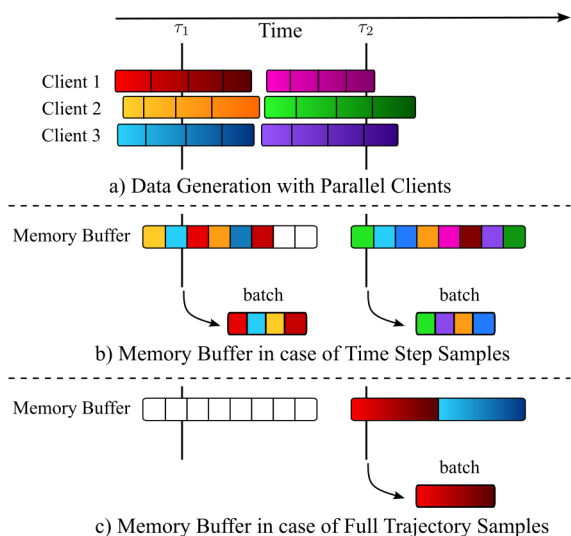 τ₁ Time τ₂
Client 1
Client 2
Client 3
a) Data Generation with Parallel Clients
Memory Buffer
batch batch
b) Memory Buffer in case of Time Step Samples
Memory Buffer
batch
c) Memory Buffer in case of Full Trajectory Samples